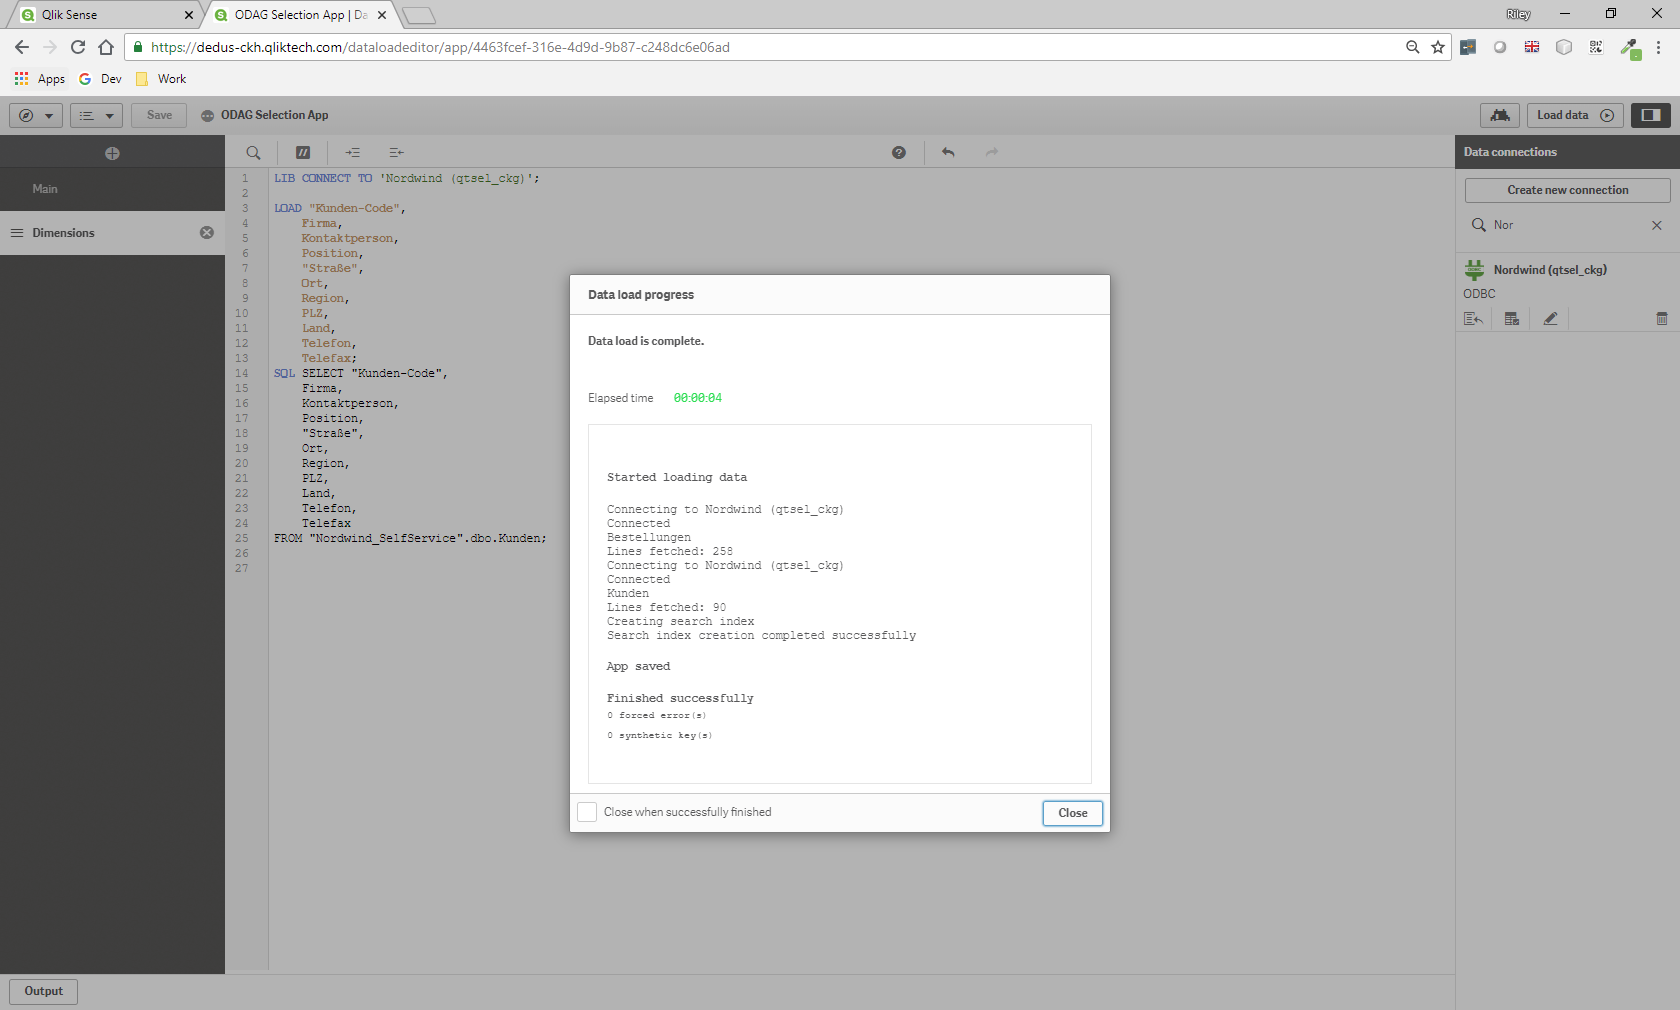 Qlik Sense
ODAG Selection App | Da
Riley
https://dedus-ckh.qliktech.com/dataloadeditor/app/4463fcef-316e-4d9d-9b87-c248dc6e06ad
Apps
Dev
Work
Save
ODAG Selection App
Load data
Main
Dimensions
1 LIB CONNECT TO 'Nordwind (qtsel_ckg)';
2
3 LOAD "Kunden-Code",
4 Firma,
5 Kontaktperson,
6 Position,
7 "Straße",
8 Ort,
9 Region,
10 PLZ,
11 Land,
12 Telefon,
13 Telefax;
14 SQL SELECT "Kunden-Code",
15 Firma,
16 Kontaktperson,
17 Position,
18 "Straße",
19 Ort,
20 Region,
21 PLZ,
22 Land,
23 Telefon,
24 Telefax
25 FROM "Nordwind_SelfService".dbo.Kunden;
26
27
Data load progress
Data load is complete.
Elapsed time 00:00:04
Started loading data
Connecting to Nordwind (qtsel_ckg)
Connected
Bestellungen
Lines fetched: 258
Connecting to Nordwind (qtsel_ckg)
Connected
Kunden
Lines fetched: 90
Creating search index
Search index creation completed successfully
App saved
Finished successfully
0 forced error(s)
0 synthetic key(s)
Close when successfully finished
Close
Data connections
Create new connection
Nor
Nordwind (qtsel_ckg)
ODBC
Output